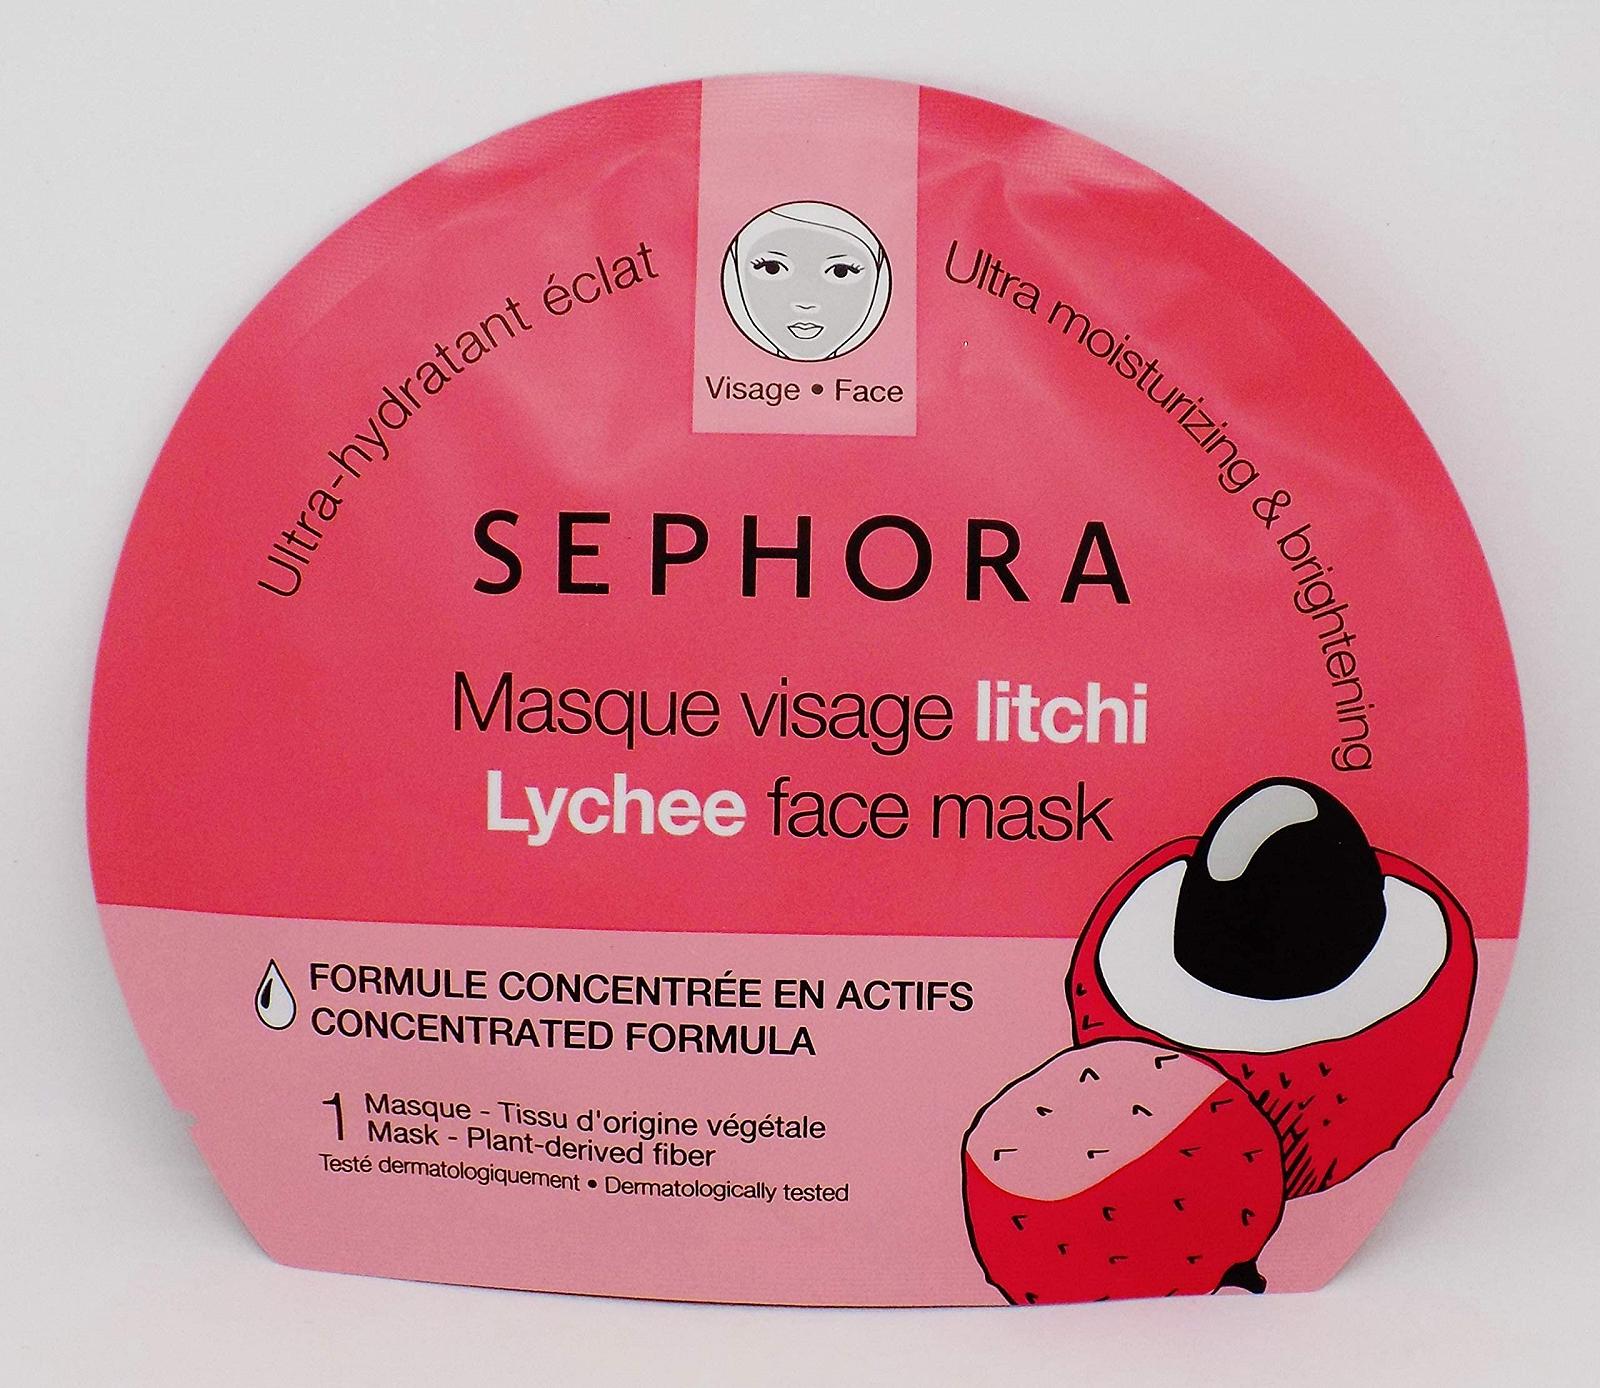 Ultra-hydratant éclat
Ultra moisturizing & brightening
Visage • Face
SEPHORA
Masque visage litchi
Lychee face mask
FORMULE CONCENTRÉE EN ACTIFS
CONCENTRATED FORMULA
1 Masque - Tissu d'origine végétale
Mask - Plant-derived fiber
Testé dermatologiquement • Dermatologically tested